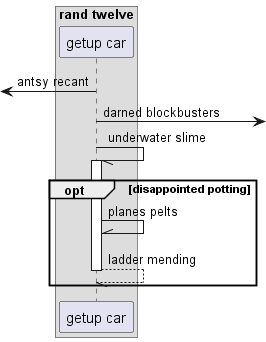 rand twelve
getup car
antsy recant
darned blockbusters
underwater slime
opt [disappointed potting]
planes pelts
ladder mending
getup car